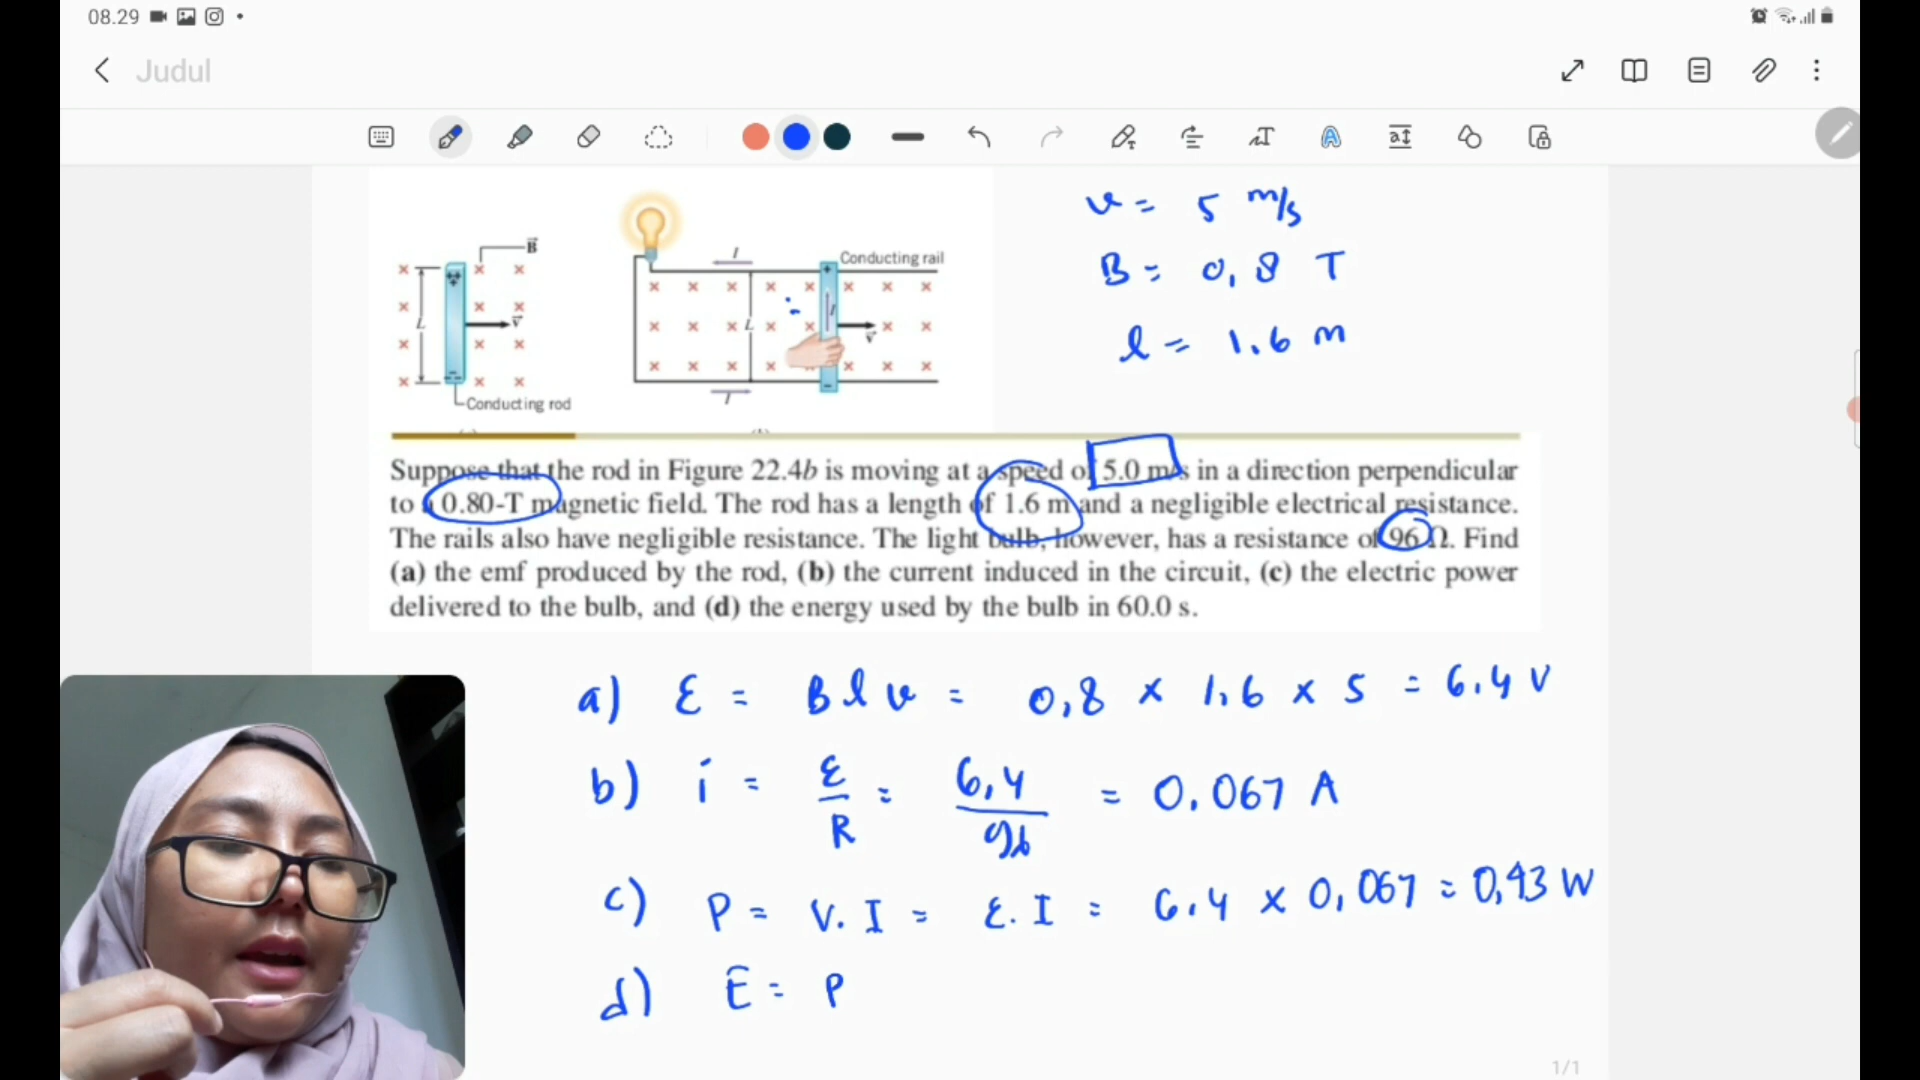 08.29
Judul
v = 5 m/s
B = 0,8 T
l = 1.6 m
B
L
v
Conducting rod
I
Conducting rail
L
I
v
I
Suppose that the rod in Figure 22.4b is moving at a speed of 5.0 m/s in a direction perpendicular
to a 0.80-T magnetic field. The rod has a length of 1.6 m and a negligible electrical resistance.
The rails also have negligible resistance. The light bulb, however, has a resistance of 96 Ω. Find
(a) the emf produced by the rod, (b) the current induced in the circuit, (c) the electric power
delivered to the bulb, and (d) the energy used by the bulb in 60.0 s.
a) ε = B l v = 0,8 x 1,6 x 5 = 6.4 V
b) i = ε/R = 6,4/96 = 0.067 A
c) P = V. I = ε. I = 6.4 x 0,067 = 0,43 W
d) E = P
1/1